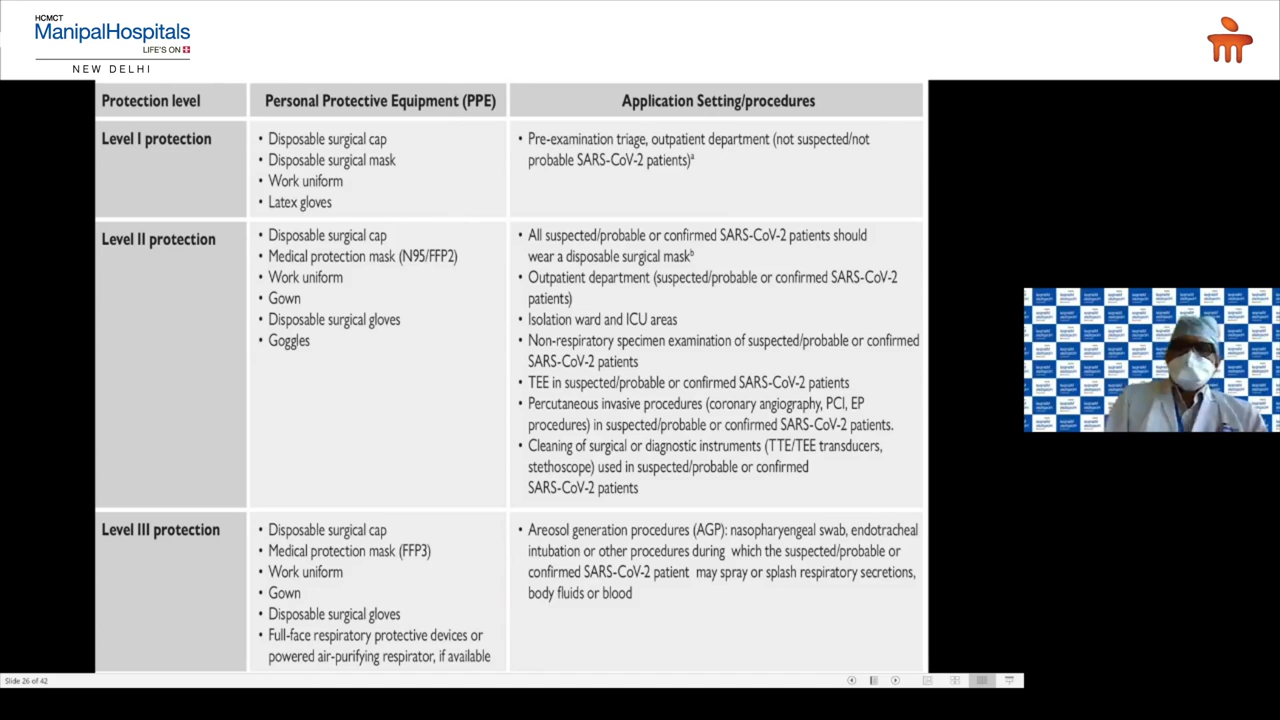 HCMCT
ManipalHospitals
LIFE'S ON
NEW DELHI
Protection level
Personal Protective Equipment (PPE)
Application Setting/procedures
Level I protection
• Disposable surgical cap
• Disposable surgical mask
• Work uniform
• Latex gloves
• Pre-examination triage, outpatient department (not suspected/not
probable SARS-CoV-2 patients)ª
Level II protection
• Disposable surgical cap
• Medical protection mask (N95/FFP2)
• Work uniform
• Gown
• Disposable surgical gloves
• Goggles
• All suspected/probable or confirmed SARS-CoV-2 patients should
wear a disposable surgical maskᵇ
• Outpatient department (suspected/probable or confirmed SARS-CoV-2
patients)
• Isolation ward and ICU areas
• Non-respiratory specimen examination of suspected/probable or confirmed
SARS-CoV-2 patients
• TEE in suspected/probable or confirmed SARS-CoV-2 patients
• Percutaneous invasive procedures (coronary angiography, PCI, EP
procedures) in suspected/probable or confirmed SARS-CoV-2 patients.
• Cleaning of surgical or diagnostic instruments (TTE/TEE transducers,
stethoscope) used in suspected/probable or confirmed
SARS-CoV-2 patients
Level III protection
• Disposable surgical cap
• Medical protection mask (FFP3)
• Work uniform
• Gown
• Disposable surgical gloves
• Full-face respiratory protective devices or
powered air-purifying respirator, if available
• Areosol generation procedures (AGP): nasopharyengeal swab, endotracheal
intubation or other procedures during which the suspected/probable or
confirmed SARS-CoV-2 patient may spray or splash respiratory secretions,
body fluids or blood
Slide 26 of 42